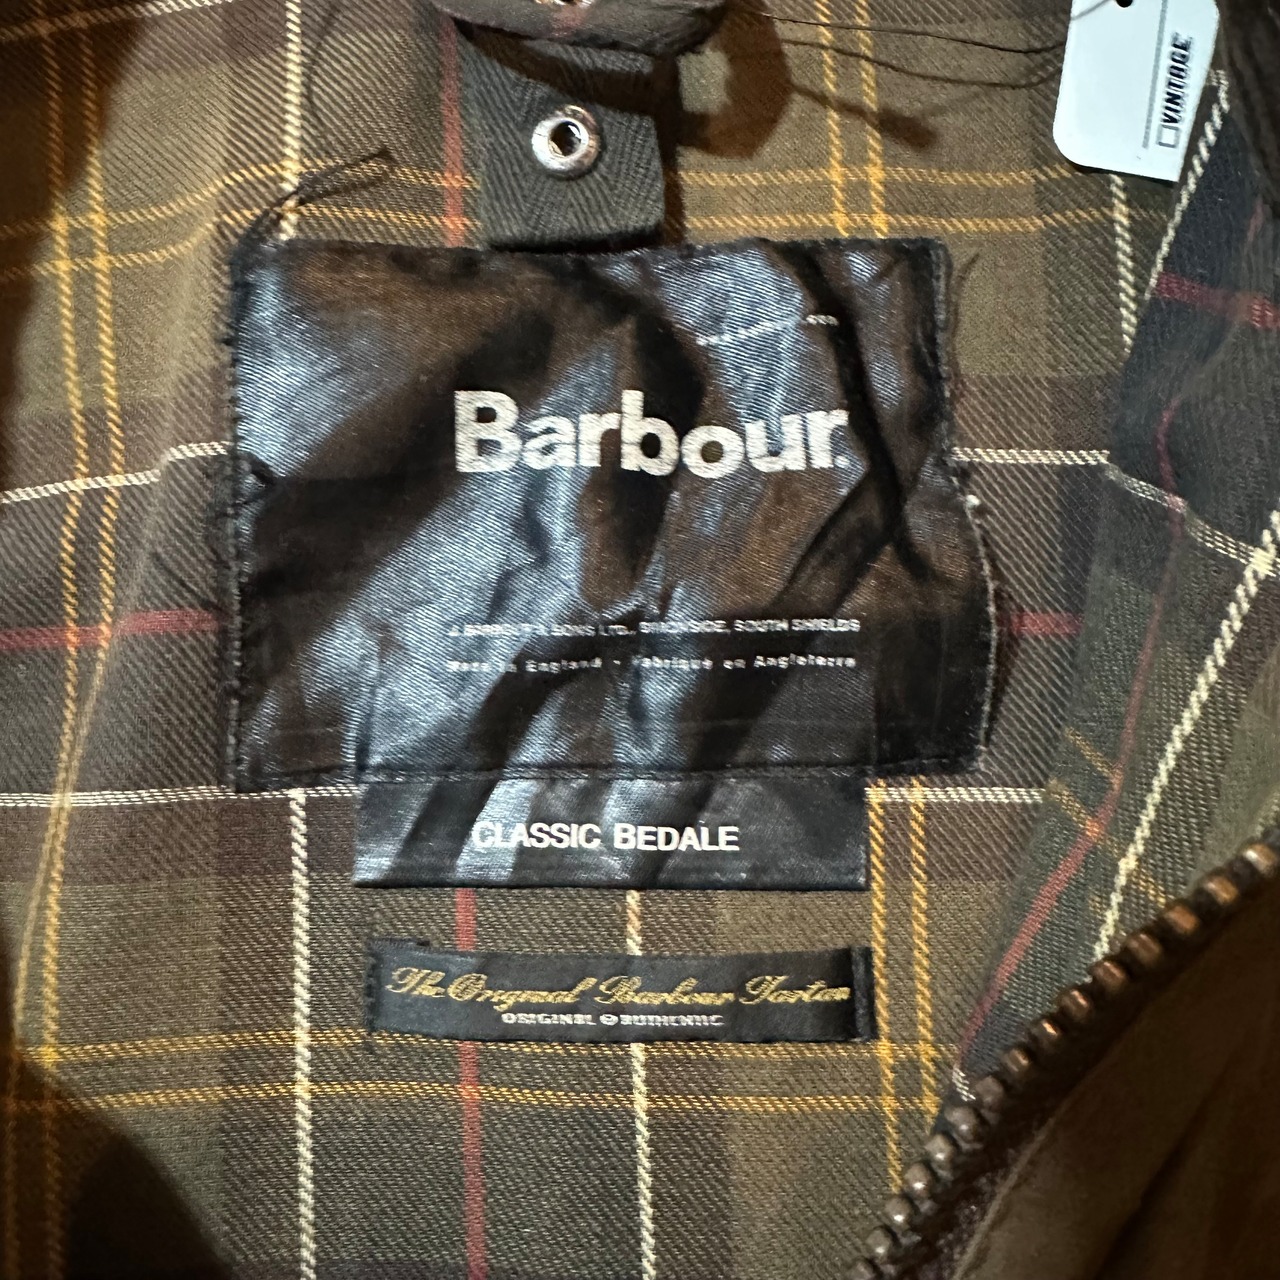 VINTAGE
Barbour
J. BARBOUR & SONS LTD., SIMONSIDE, SOUTH SHIELDS
Made in England - Fabrique en Angleterre
CLASSIC BEDALE
The Original Barbour Tartan
ORIGINAL & AUTHENTIC